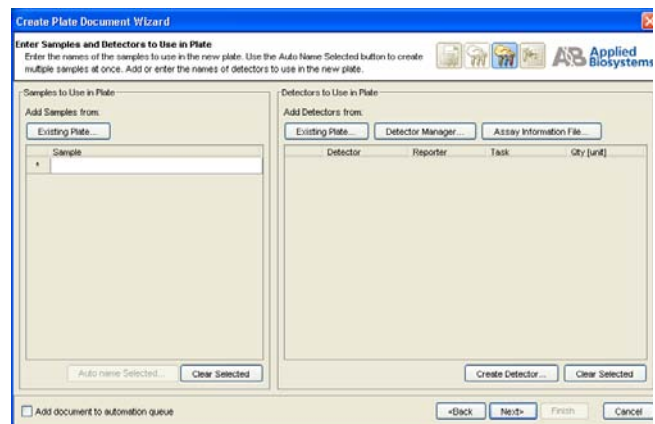 Create Plate Document Wizard
Enter Samples and Detectors to Use in Plate
Enter the names of the samples to use in the new plate. Use the Auto Name Selected button to create
multiple samples at once. Add or enter the names of detectors to use in the new plate.
AB Applied
Biosystems
Samples to Use in Plate
Add Samples from:
Existing Plate...
Sample
*
Auto name Selected...
Clear Selected
Detectors to Use in Plate
Add Detectors from:
Existing Plate...
Detector Manager...
Assay Information File...
Detector Reporter Task Qty [unit]
Create Detector...
Clear Selected
Add document to automation queue
<Back
Next>
Finish
Cancel